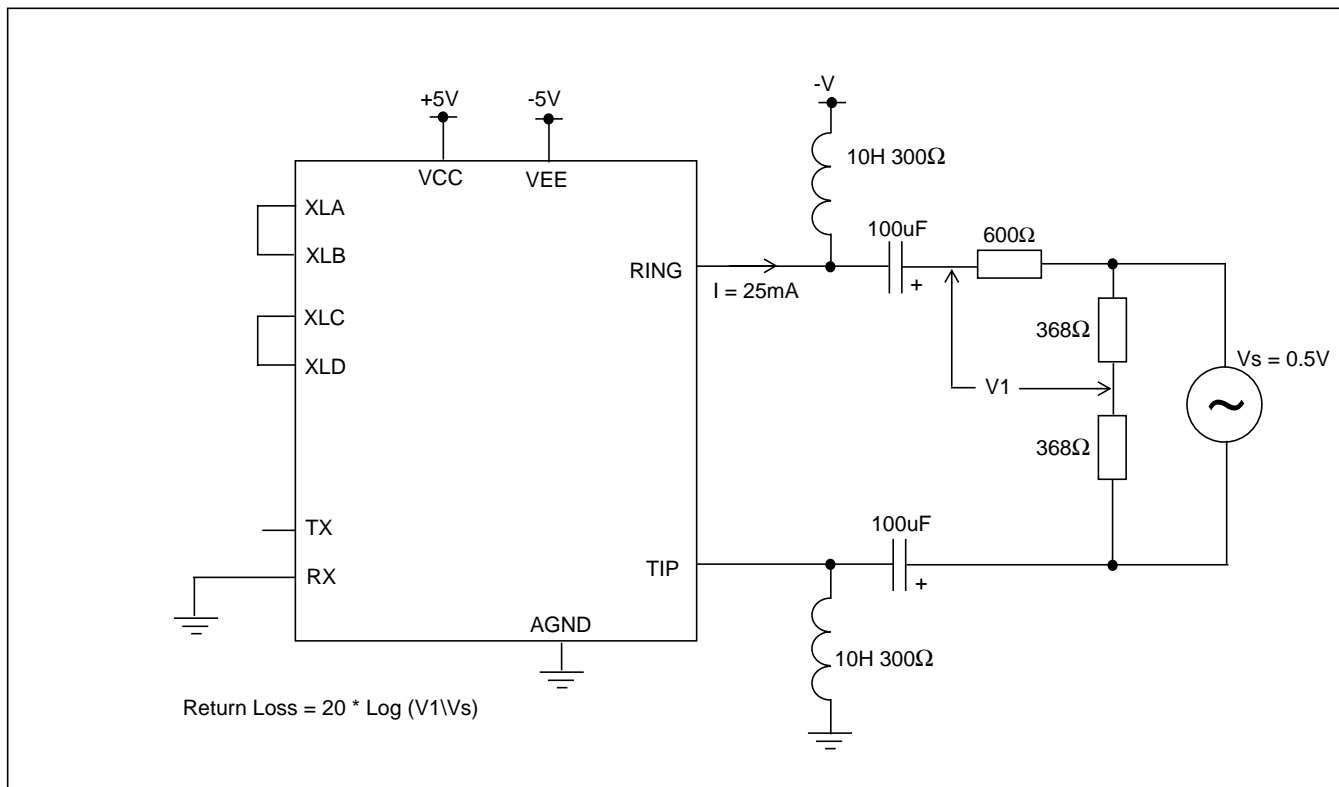 -V
+5V
-5V
10H 300Ω
VCC
VEE
XLA
100uF
600Ω
XLB
RING
+
I = 25mA
XLC
368Ω
XLD
Vs = 0.5V
V1
~
368Ω
100uF
TX
TIP
RX
+
AGND
10H 300Ω
Return Loss = 20 * Log (V1\Vs)